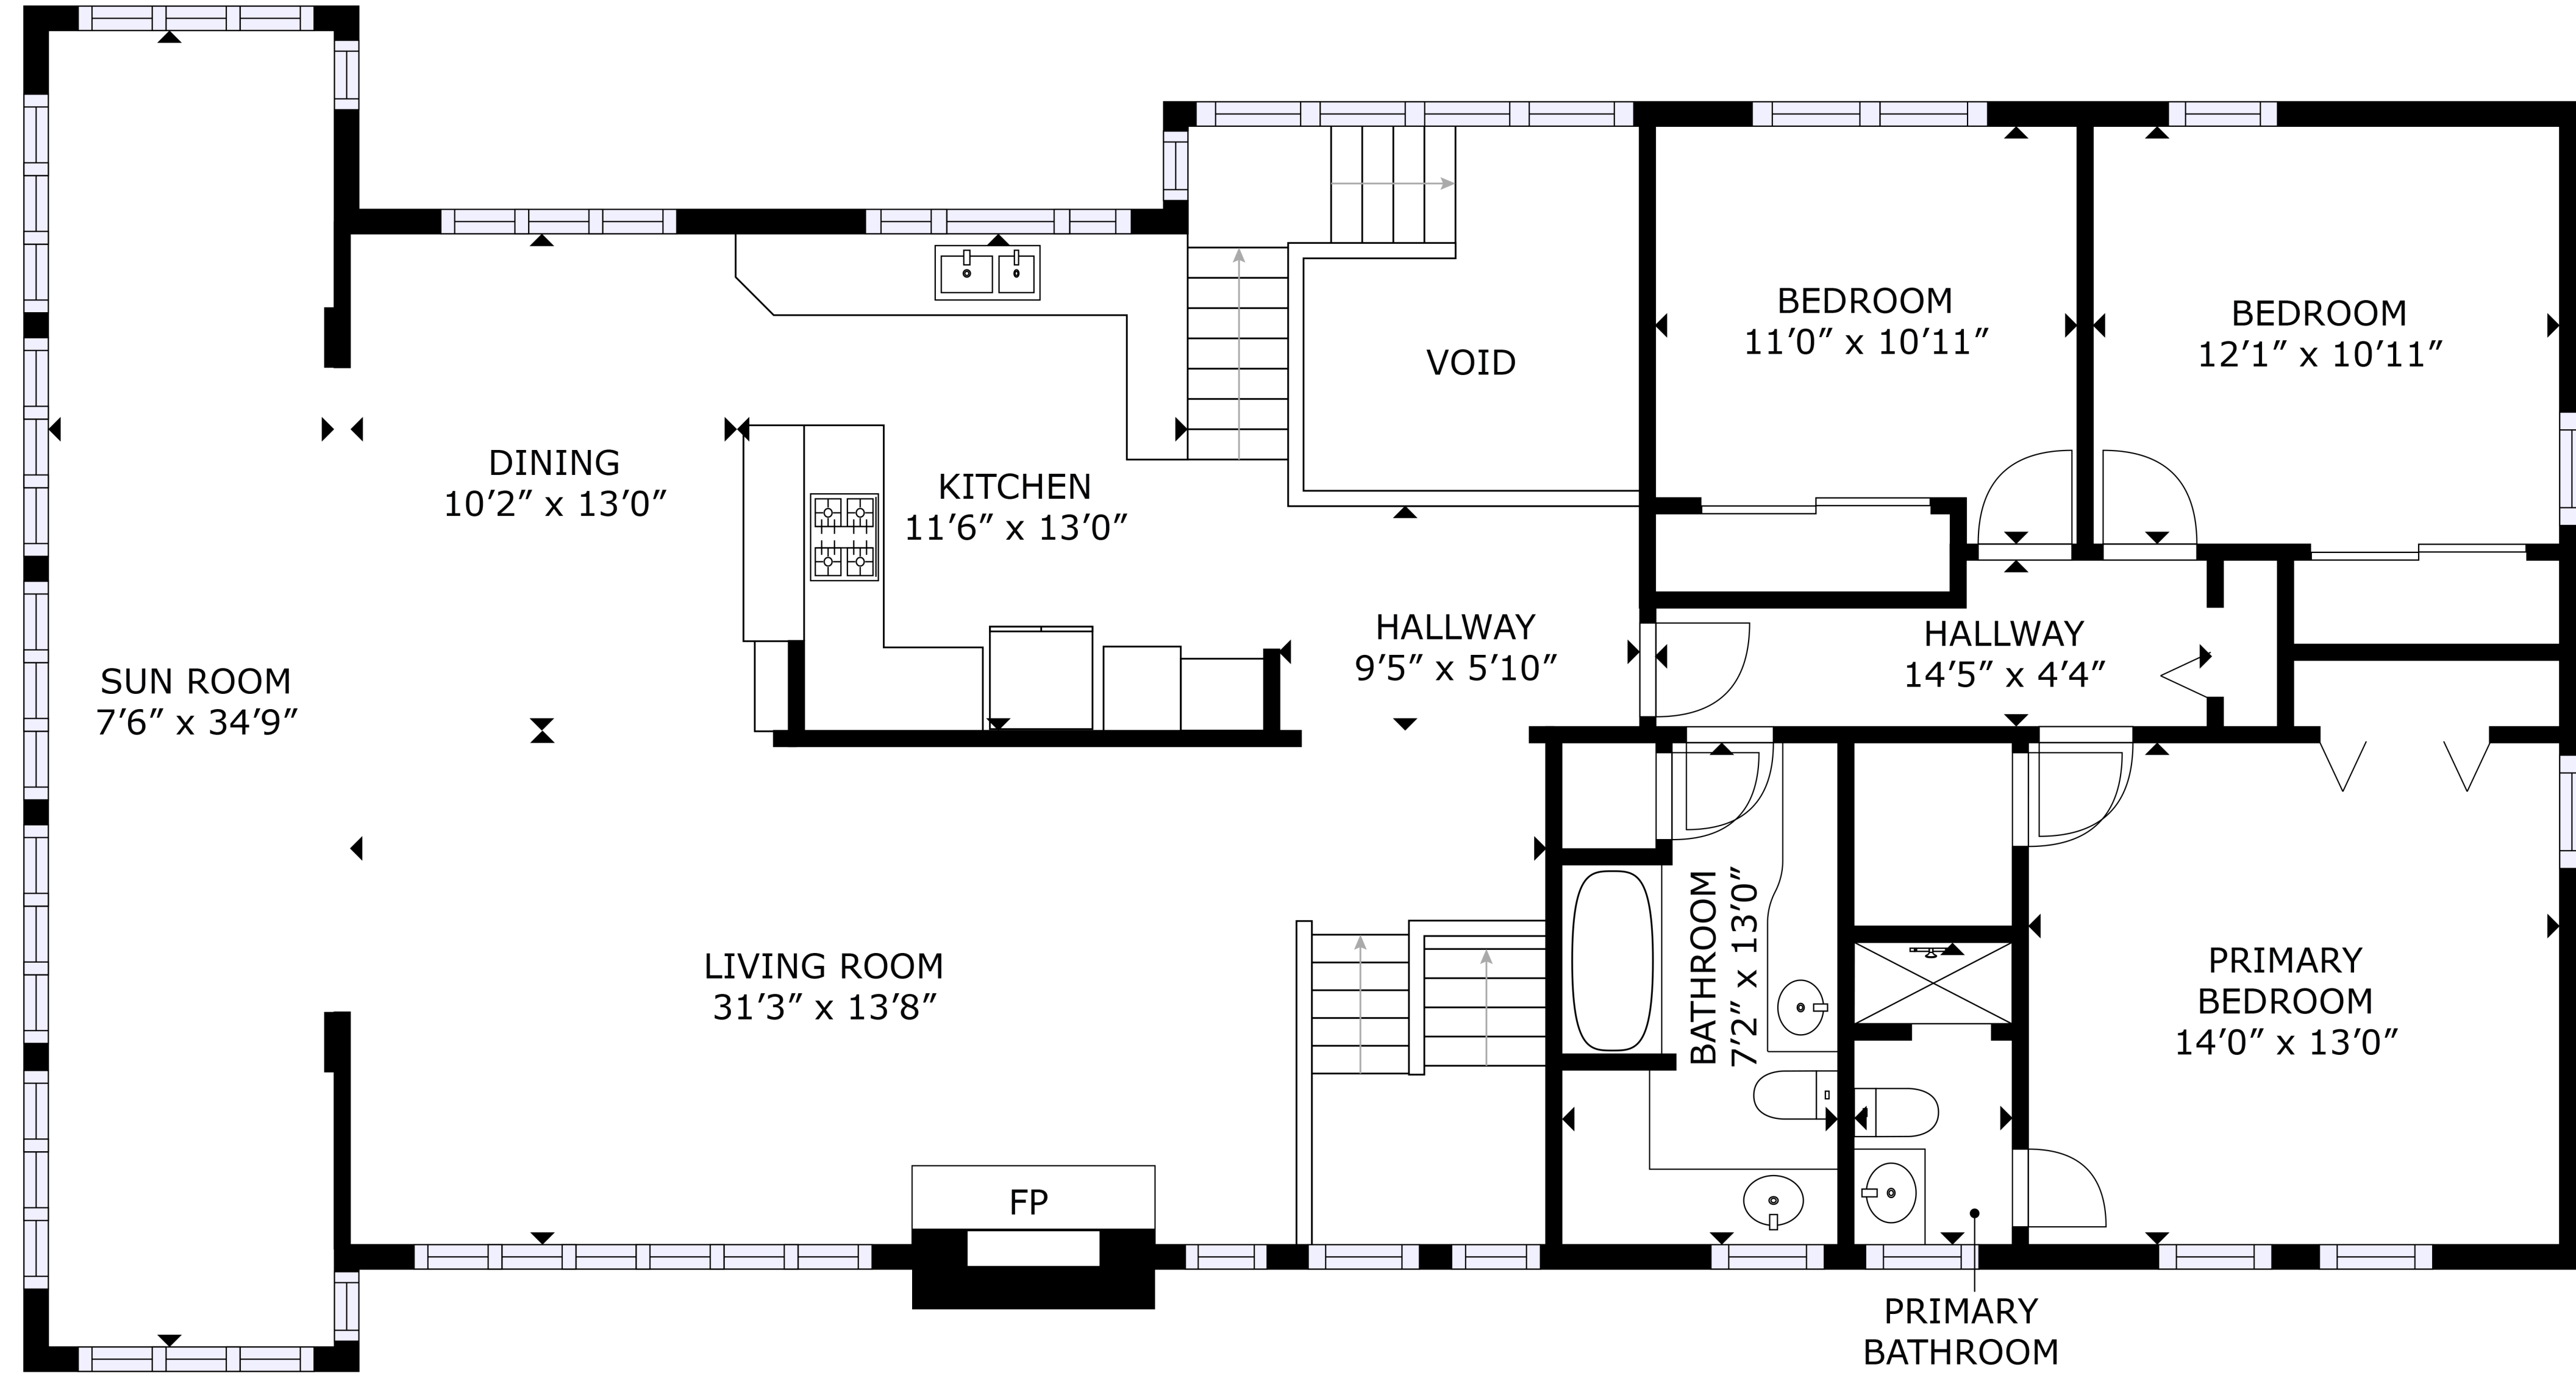 BEDROOM
11′0″ x 10′11″
BEDROOM
12′1″ x 10′11″
VOID
DINING
10′2″ x 13′0″
KITCHEN
11′6″ x 13′0″
HALLWAY
9′5″ x 5′10″
HALLWAY
14′5″ x 4′4″
SUN ROOM
7′6″ x 34′9″
LIVING ROOM
31′3″ x 13′8″
BATHROOM
7′2″ x 13′0″
PRIMARY
BEDROOM
14′0″ x 13′0″
FP
PRIMARY
BATHROOM